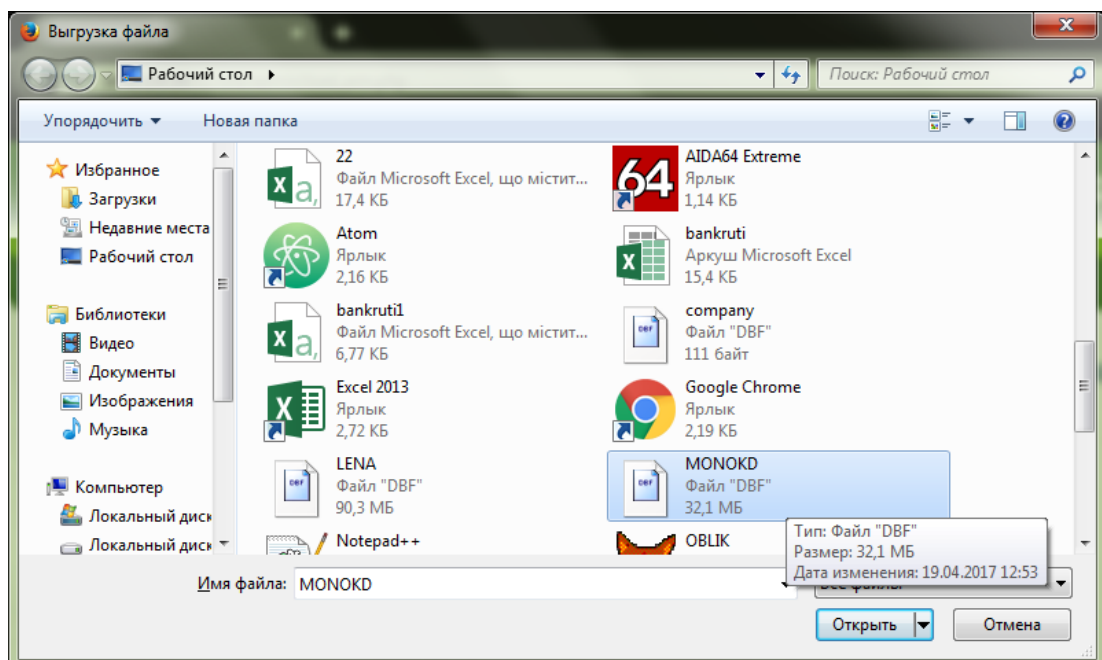 Выгрузка файла
Рабочий стол
Поиск: Рабочий стол
Упорядочить
Новая папка
Избранное
Загрузки
Недавние места
Рабочий стол
Библиотеки
Видео
Документы
Изображения
Музыка
Компьютер
Локальный диск
Локальный диск
22
Файл Microsoft Excel, що містит...
17,4 КБ
AIDA64 Extreme
Ярлык
1,14 КБ
Atom
Ярлык
2,16 КБ
bankruti
Аркуш Microsoft Excel
15,4 КБ
bankruti1
Файл Microsoft Excel, що містит...
6,77 КБ
company
Файл "DBF"
111 байт
Excel 2013
Ярлык
2,72 КБ
Google Chrome
Ярлык
2,19 КБ
LENA
Файл "DBF"
90,3 МБ
MONOKD
Файл "DBF"
32,1 МБ
Notepad++
OBLIK
Тип: Файл "DBF"
Размер: 32,1 МБ
Дата изменения: 19.04.2017 12:53
Имя файла:
MONOKD
Открыть
Отмена